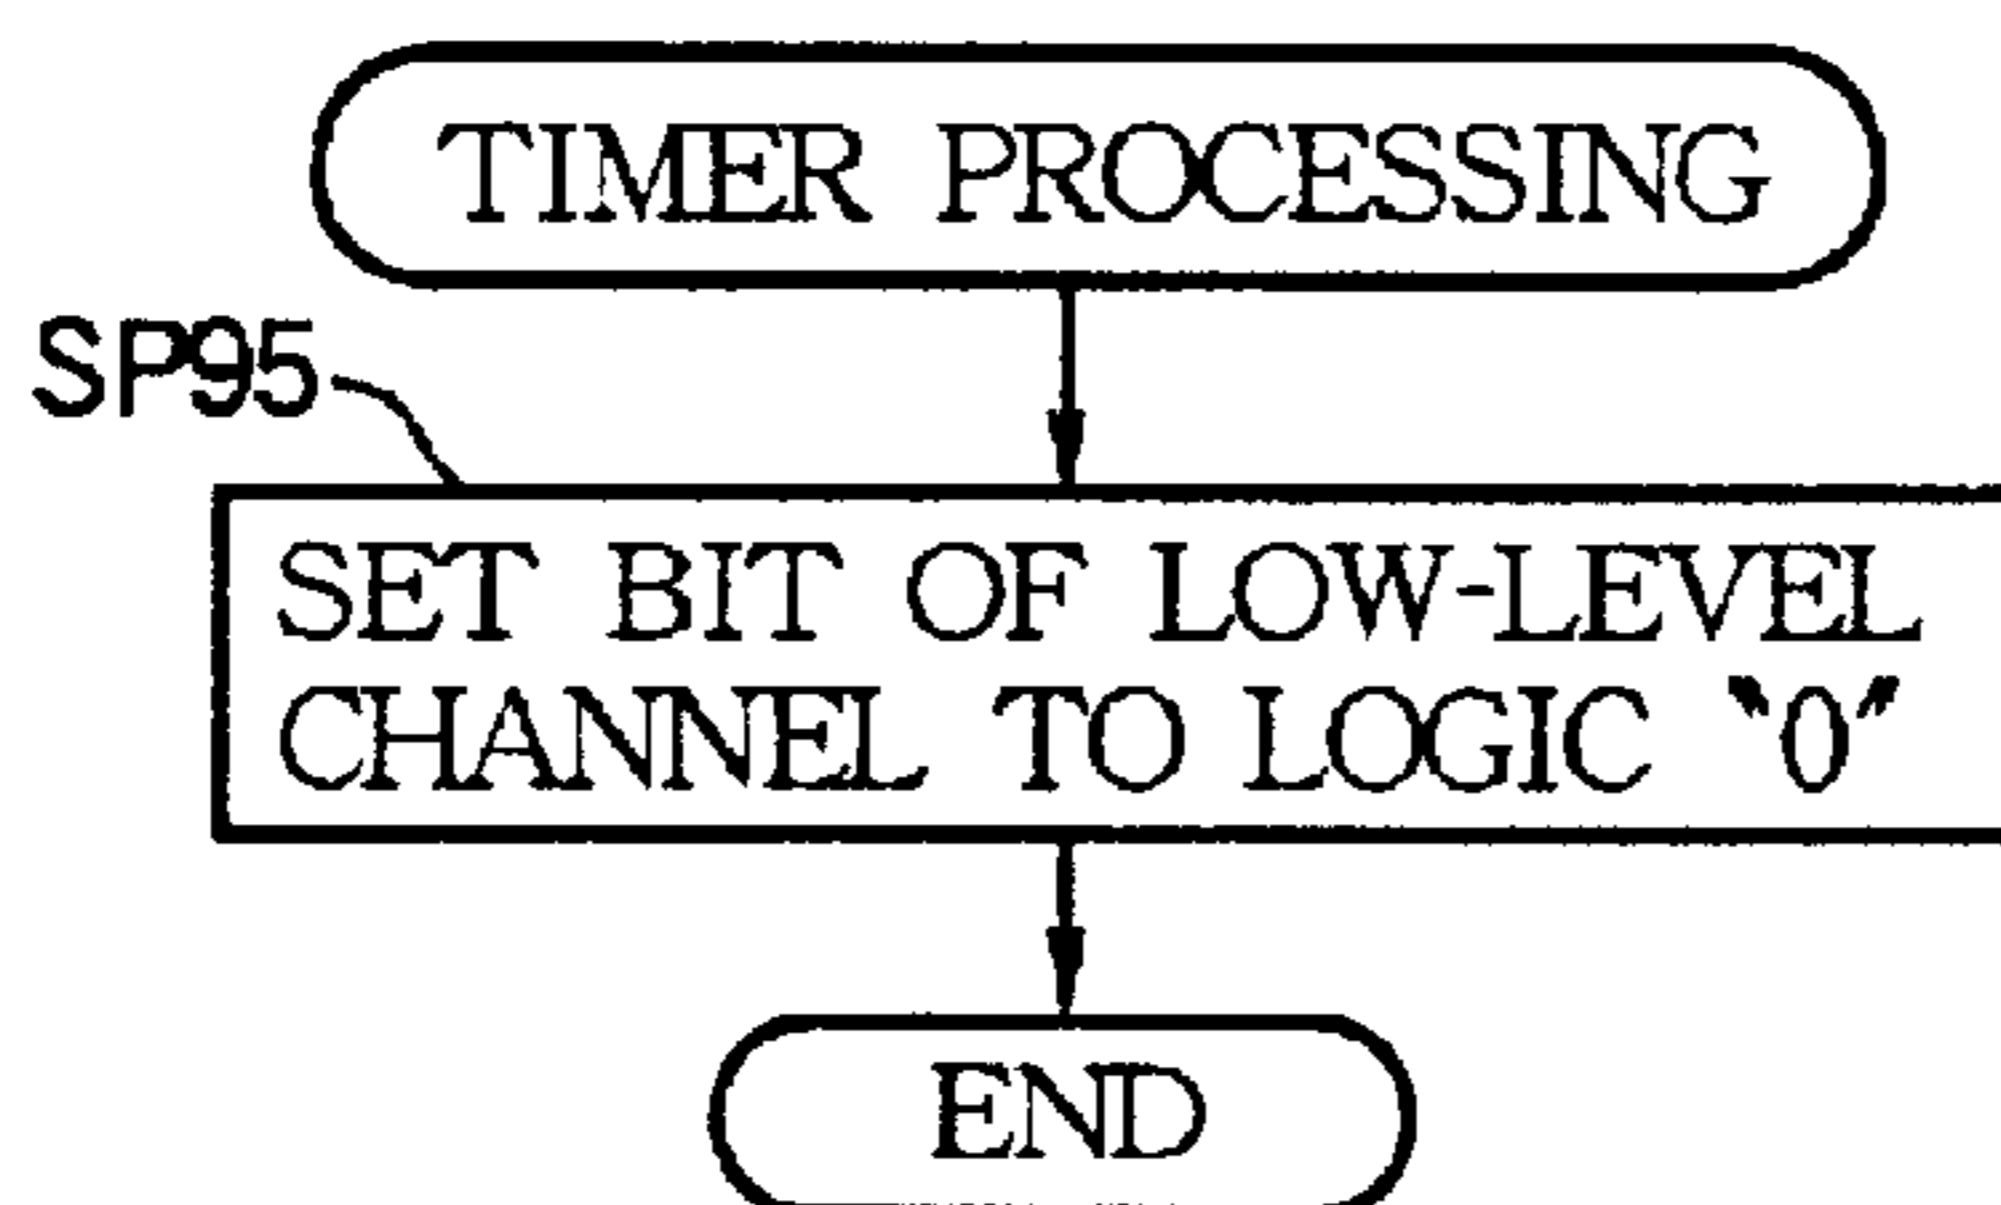 TIMER PROCESSING
SP95
SET BIT OF LOW-LEVEL
CHANNEL TO LOGIC "0"
END